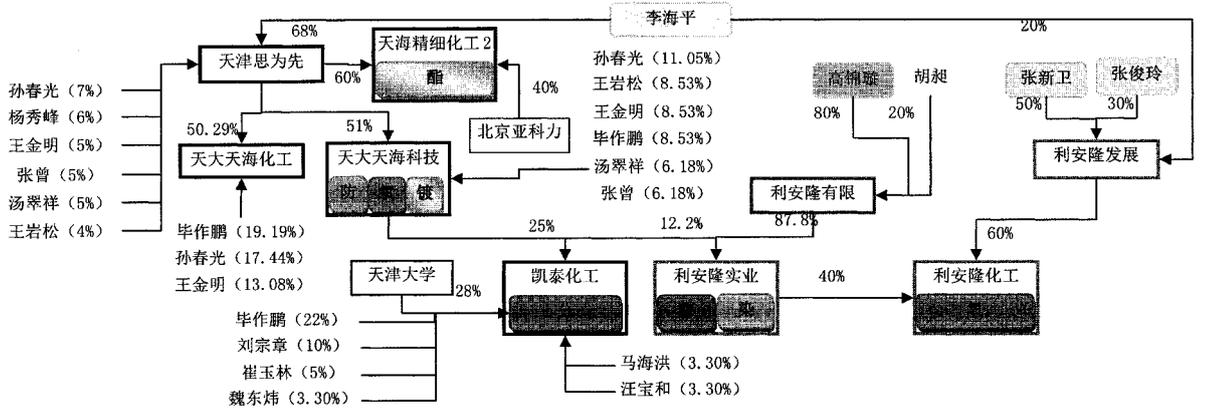 李海平
68%
20%
天津思为先
60%
天海精细化工2
酯
40%
北京亚科力
孙春光（7%）
杨秀峰（6%）
王金明（5%）
张曾（5%）
汤翠祥（5%）
王岩松（4%）
50.29%
51%
天大天海化工
天大天海科技
防
镀
孙春光（11.05%）
王岩松（8.53%）
王金明（8.53%）
毕作鹏（8.53%）
汤翠祥（6.18%）
张曾（6.18%）
胡昶
80%
20%
张新卫
张俊玲
50%
30%
利安隆发展
利安隆有限
毕作鹏（19.19%）
孙春光（17.44%）
王金明（13.08%）
25%
12.2%
87.8%
60%
天津大学
28%
凯泰化工
利安隆实业
40%
利安隆化工
毕作鹏（22%）
刘宗章（10%）
崔玉林（5%）
魏东炜（3.30%）
马海洪（3.30%）
汪宝和（3.30%）